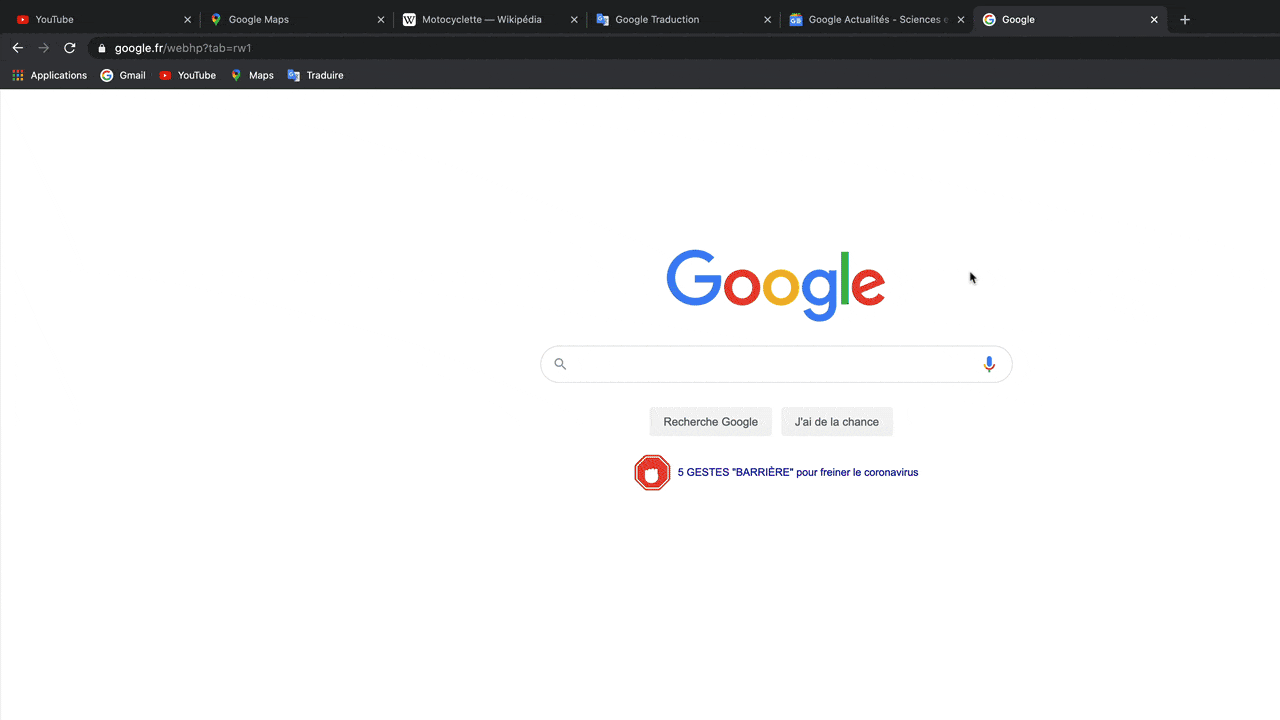 YouTube
Google Maps
Motocyclette — Wikipédia
Google Traduction
Google Actualités - Sciences
Google
google.fr/webhp?tab=rw1
Applications
Gmail
YouTube
Maps
Traduire
Google
Recherche Google
J'ai de la chance
5 GESTES "BARRIÈRE" pour freiner le coronavirus